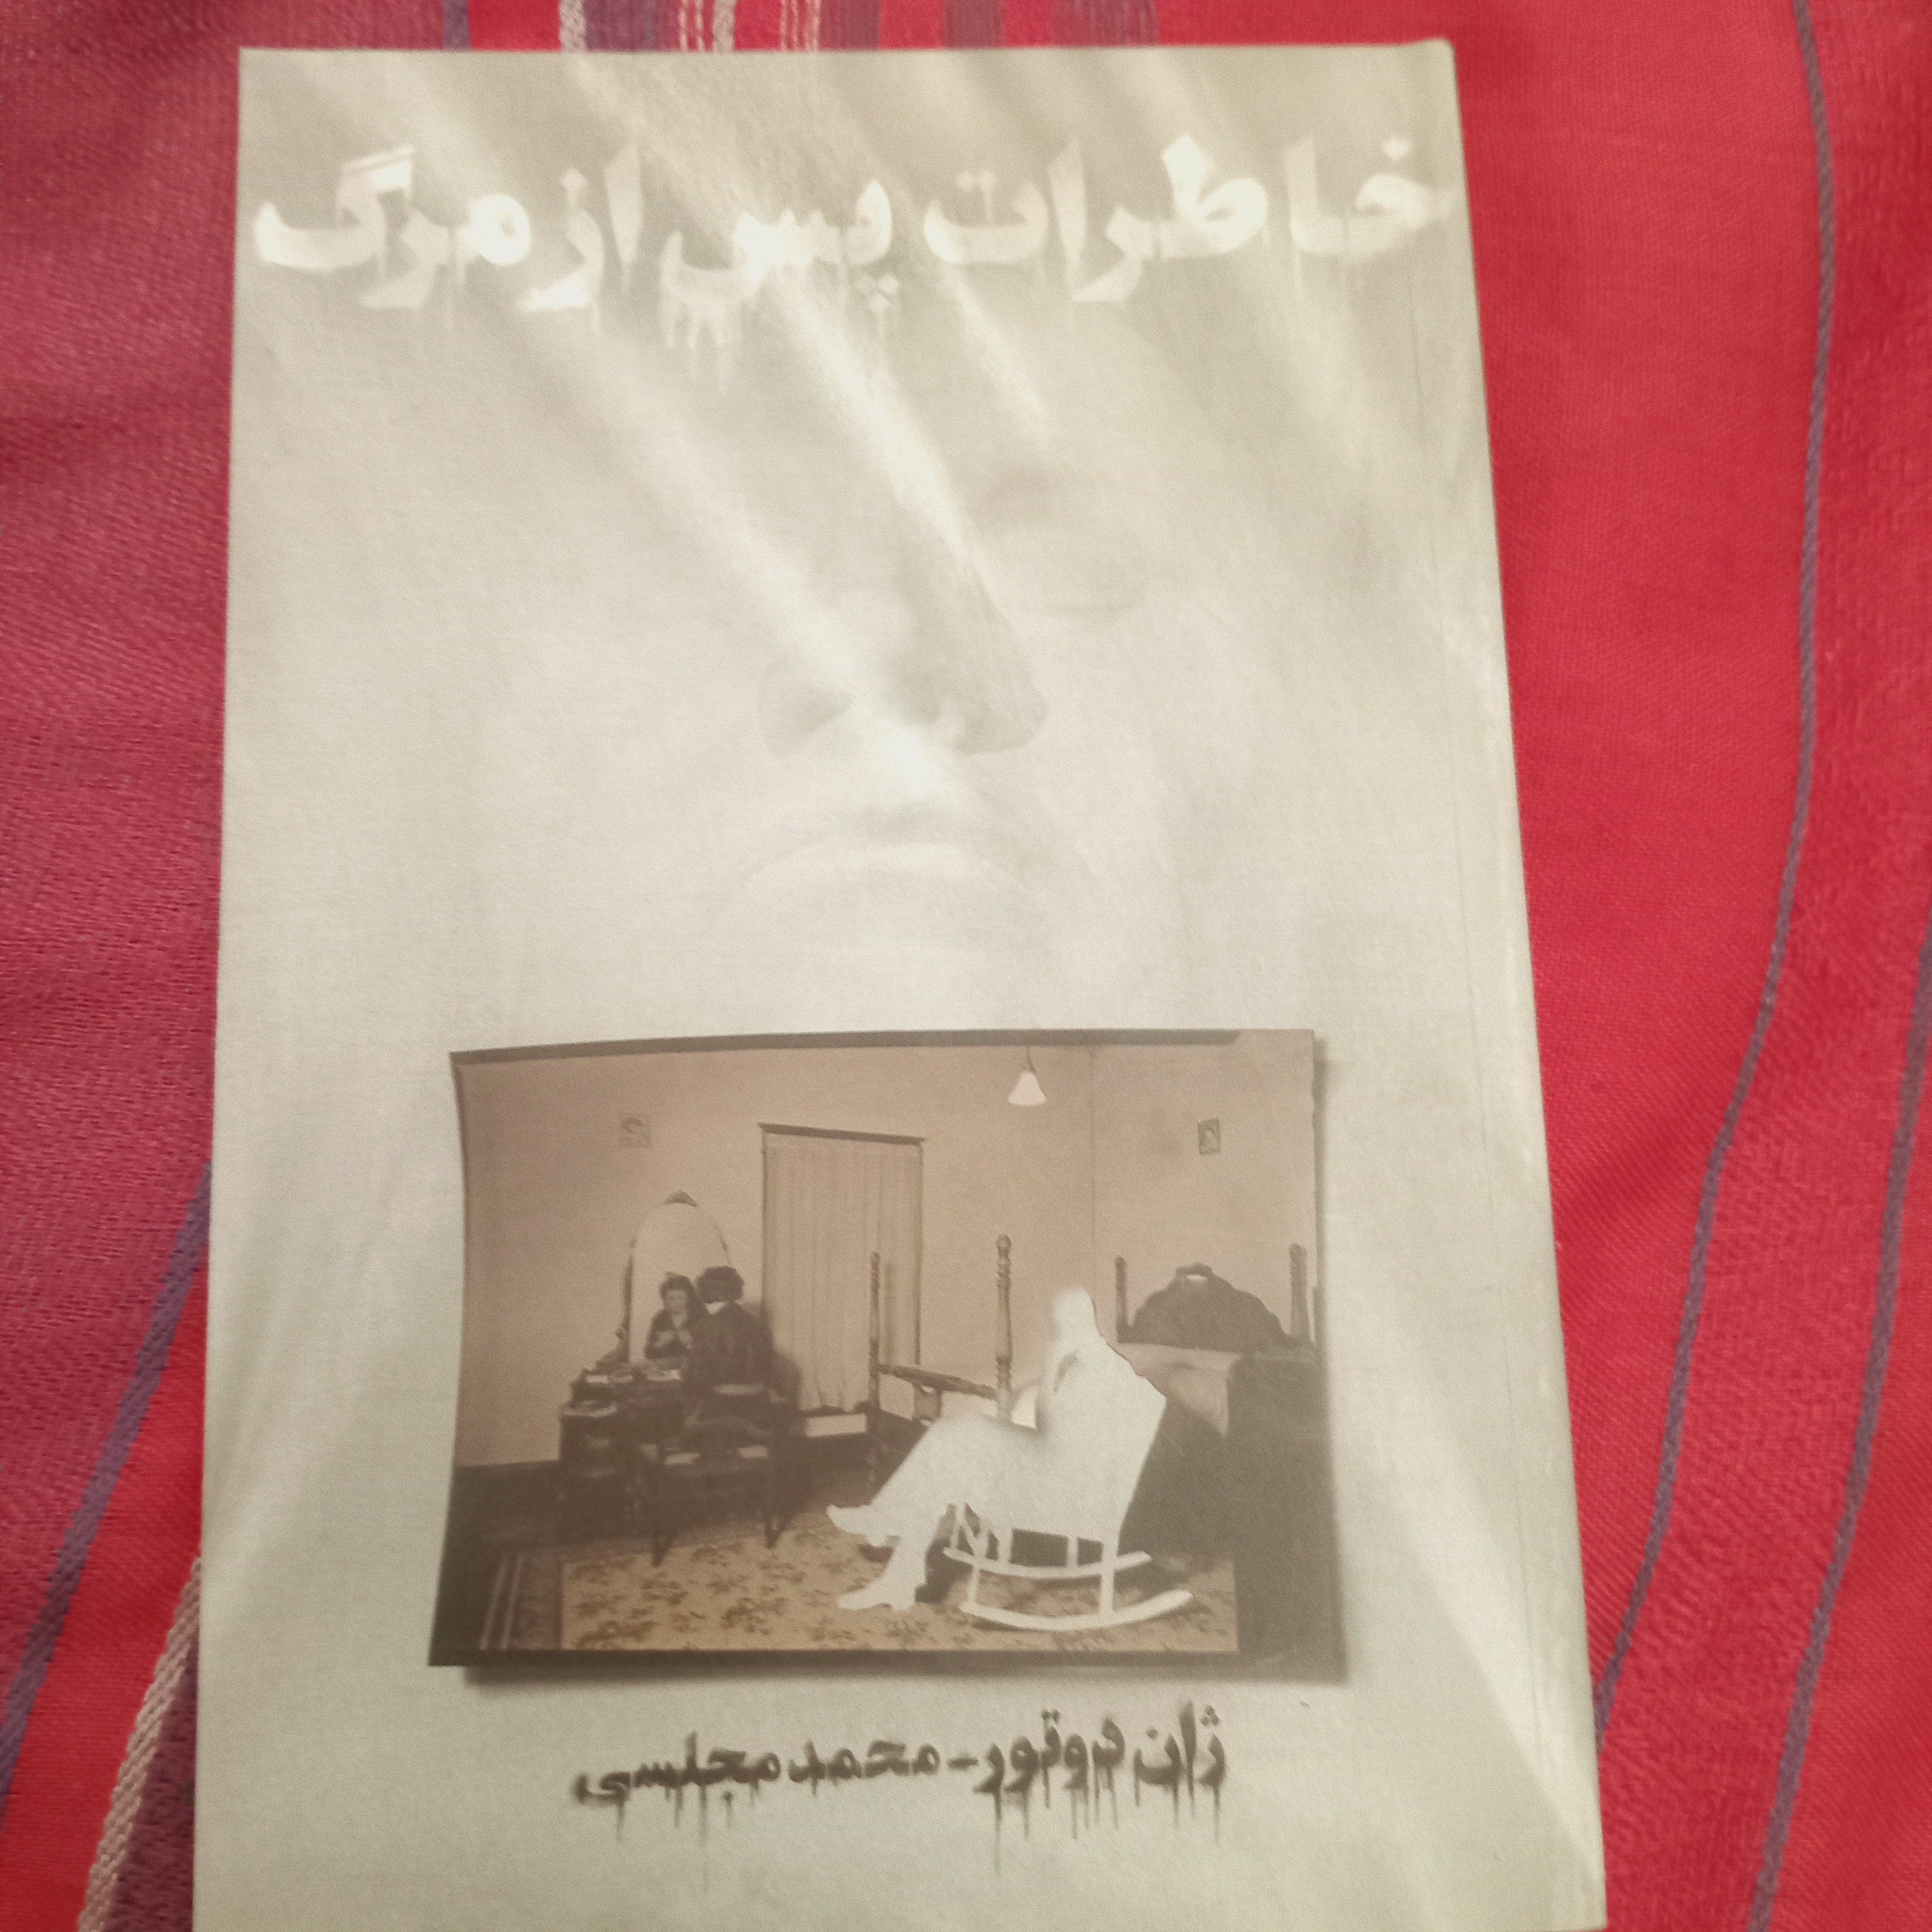 خاطرات پس از مرگ
ژان دوتور - محمد مجلسی